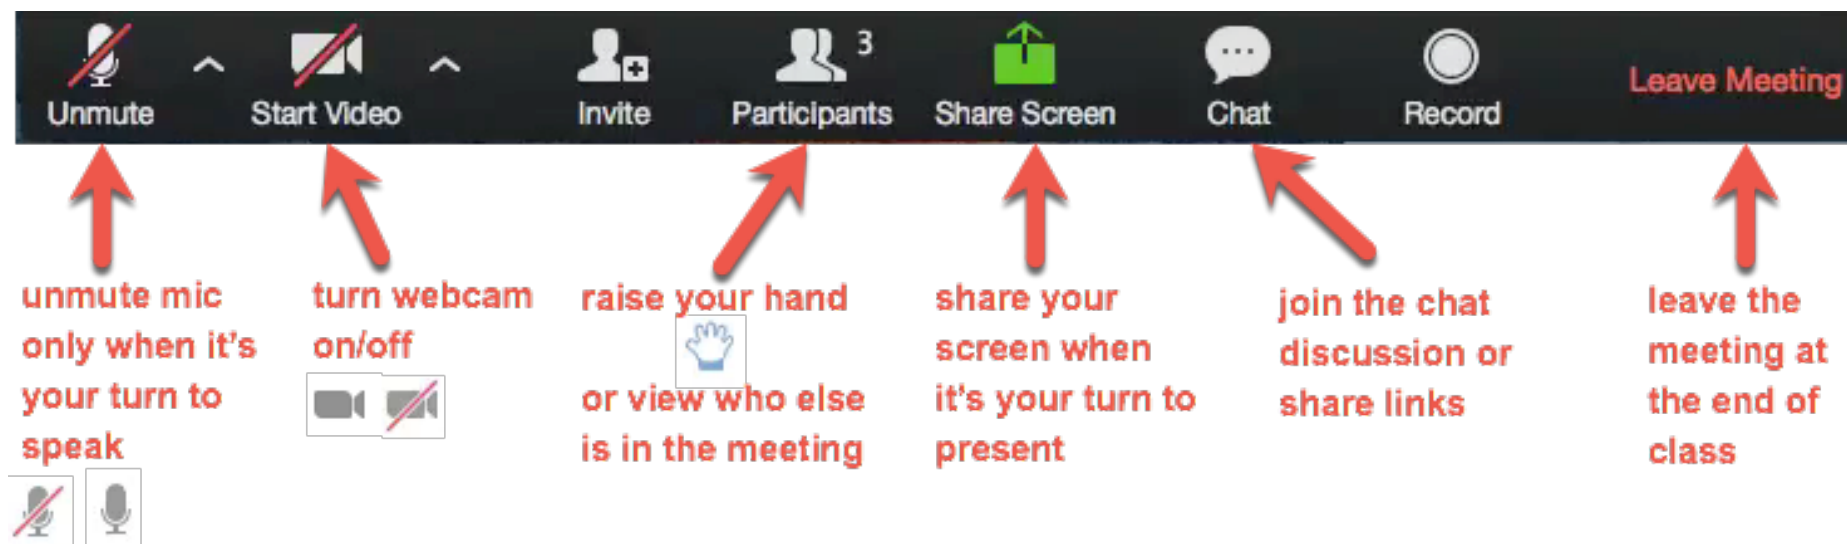 3
Unmute
Start Video
Invite
Participants
Share Screen
Chat
Record
Leave Meeting
unmute mic
only when it's
your turn to
speak
turn webcam
on/off
raise your hand
or view who else
is in the meeting
share your
screen when
it's your turn to
present
join the chat
discussion or
share links
leave the
meeting at
the end of
class